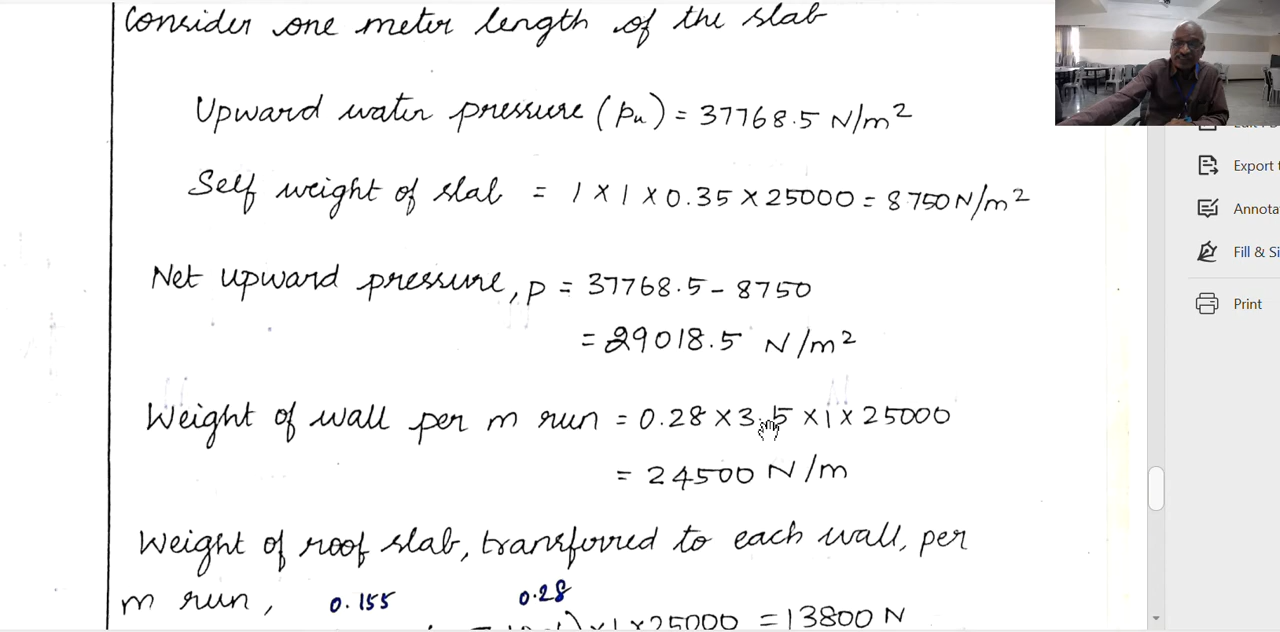 Consider one meter length of the slab
Upward water pressure (pu) = 37768.5 N/m²
Self weight of slab = 1 × 1 × 0.35 × 25000 = 8750 N/m²
Net upward pressure, p = 37768.5 - 8750
= 29018.5 N/m²
Weight of wall per m run = 0.28 × 3.5 × 1 × 25000
= 24500 N/m
Weight of roof slab, transferred to each wall, per
m run, 0.155 0.28
× 1 × 25000 = 13800 N
Export
Annota
Fill & Si
Print